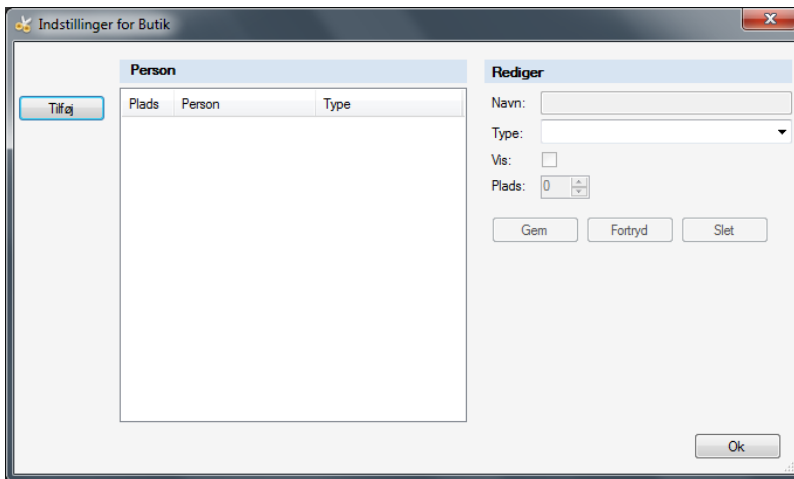 Indstillinger for Butik
Tilføj
Person
Plads Person Type
Rediger
Navn:
Type:
Vis:
Plads: 0
Gem Fortryd Slet
Ok